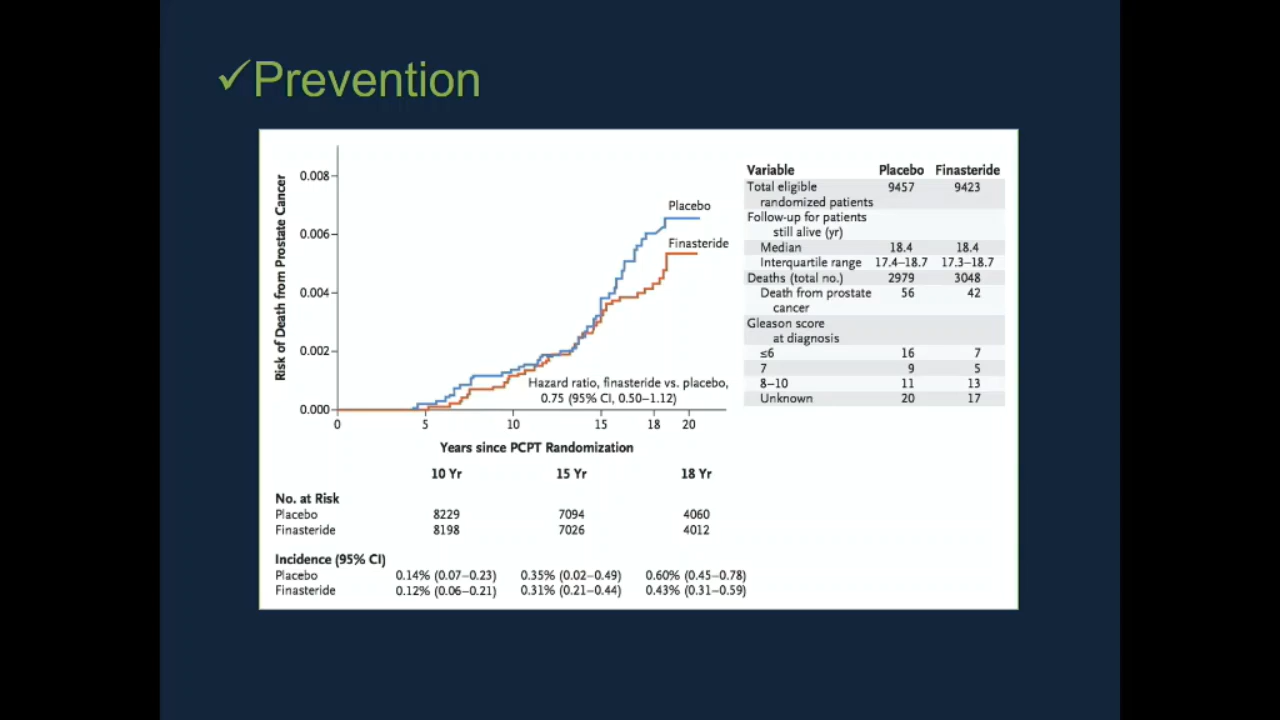 ✓Prevention
Risk of Death from Prostate Cancer
0.008
0.006
0.004
0.002
0.000
Placebo
Finasteride
Hazard ratio, finasteride vs. placebo,
0.75 (95% CI, 0.50–1.12)
0 5 10 15 18 20
Years since PCPT Randomization
10 Yr 15 Yr 18 Yr
No. at Risk
Placebo 8229 7094 4060
Finasteride 8198 7026 4012
Incidence (95% CI)
Placebo 0.14% (0.07–0.23) 0.35% (0.02–0.49) 0.60% (0.45–0.78)
Finasteride 0.12% (0.06–0.21) 0.31% (0.21–0.44) 0.43% (0.31–0.59)
Variable Placebo Finasteride
Total eligible 9457 9423
randomized patients
Follow-up for patients
still alive (yr)
Median 18.4 18.4
Interquartile range 17.4–18.7 17.3–18.7
Deaths (total no.) 2979 3048
Death from prostate 56 42
cancer
Gleason score
at diagnosis
≤6 16 7
7 9 5
8–10 11 13
Unknown 20 17